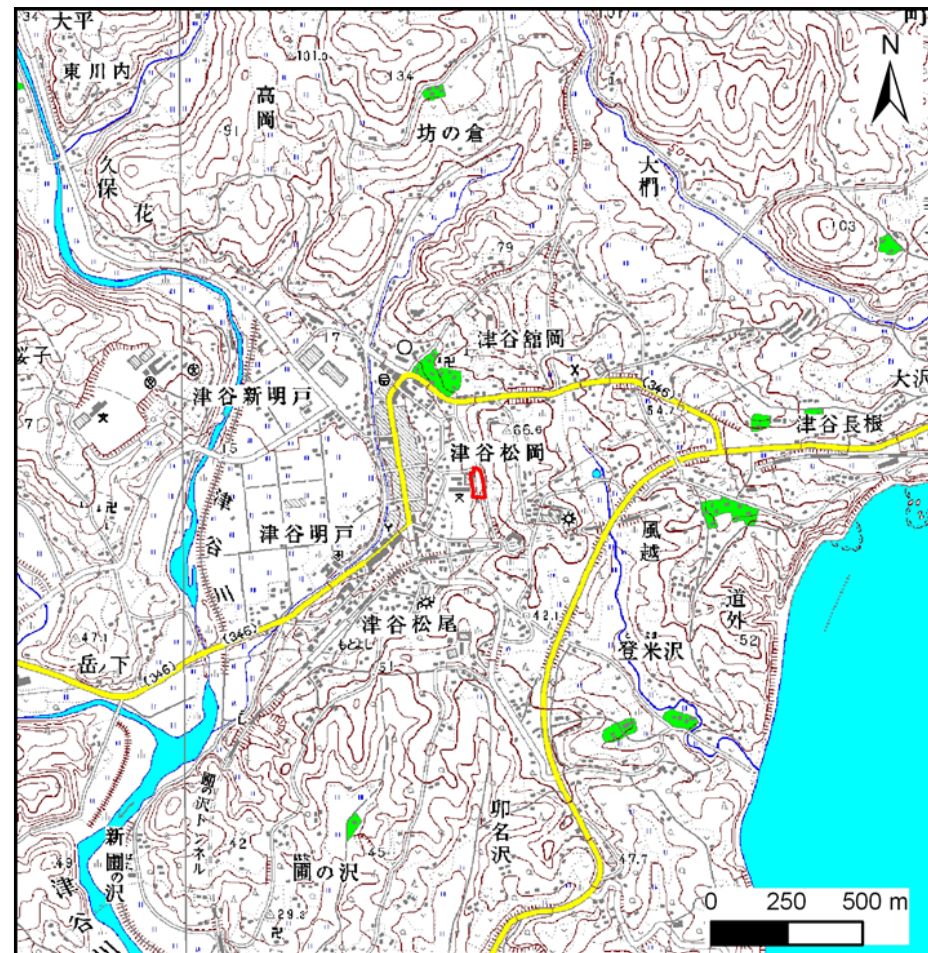 大平
東川内
久保
花
高岡
101.5
134
91
坊の倉
大椚
N
103
79
津谷舘岡
17
津谷新明戸
(346)
54.7
大沢
津谷長根
66.6
津谷松岡
15
津谷川
津谷明戸
風越
道外
52
42.1
津谷松尾
もとよし
登米沢
51
47.1
(346)
岳ノ下
圃の沢トンネル
新圃の沢
42
145
圃の沢
卯名沢
47.7
49
津谷川
29.3
0 250 500 m